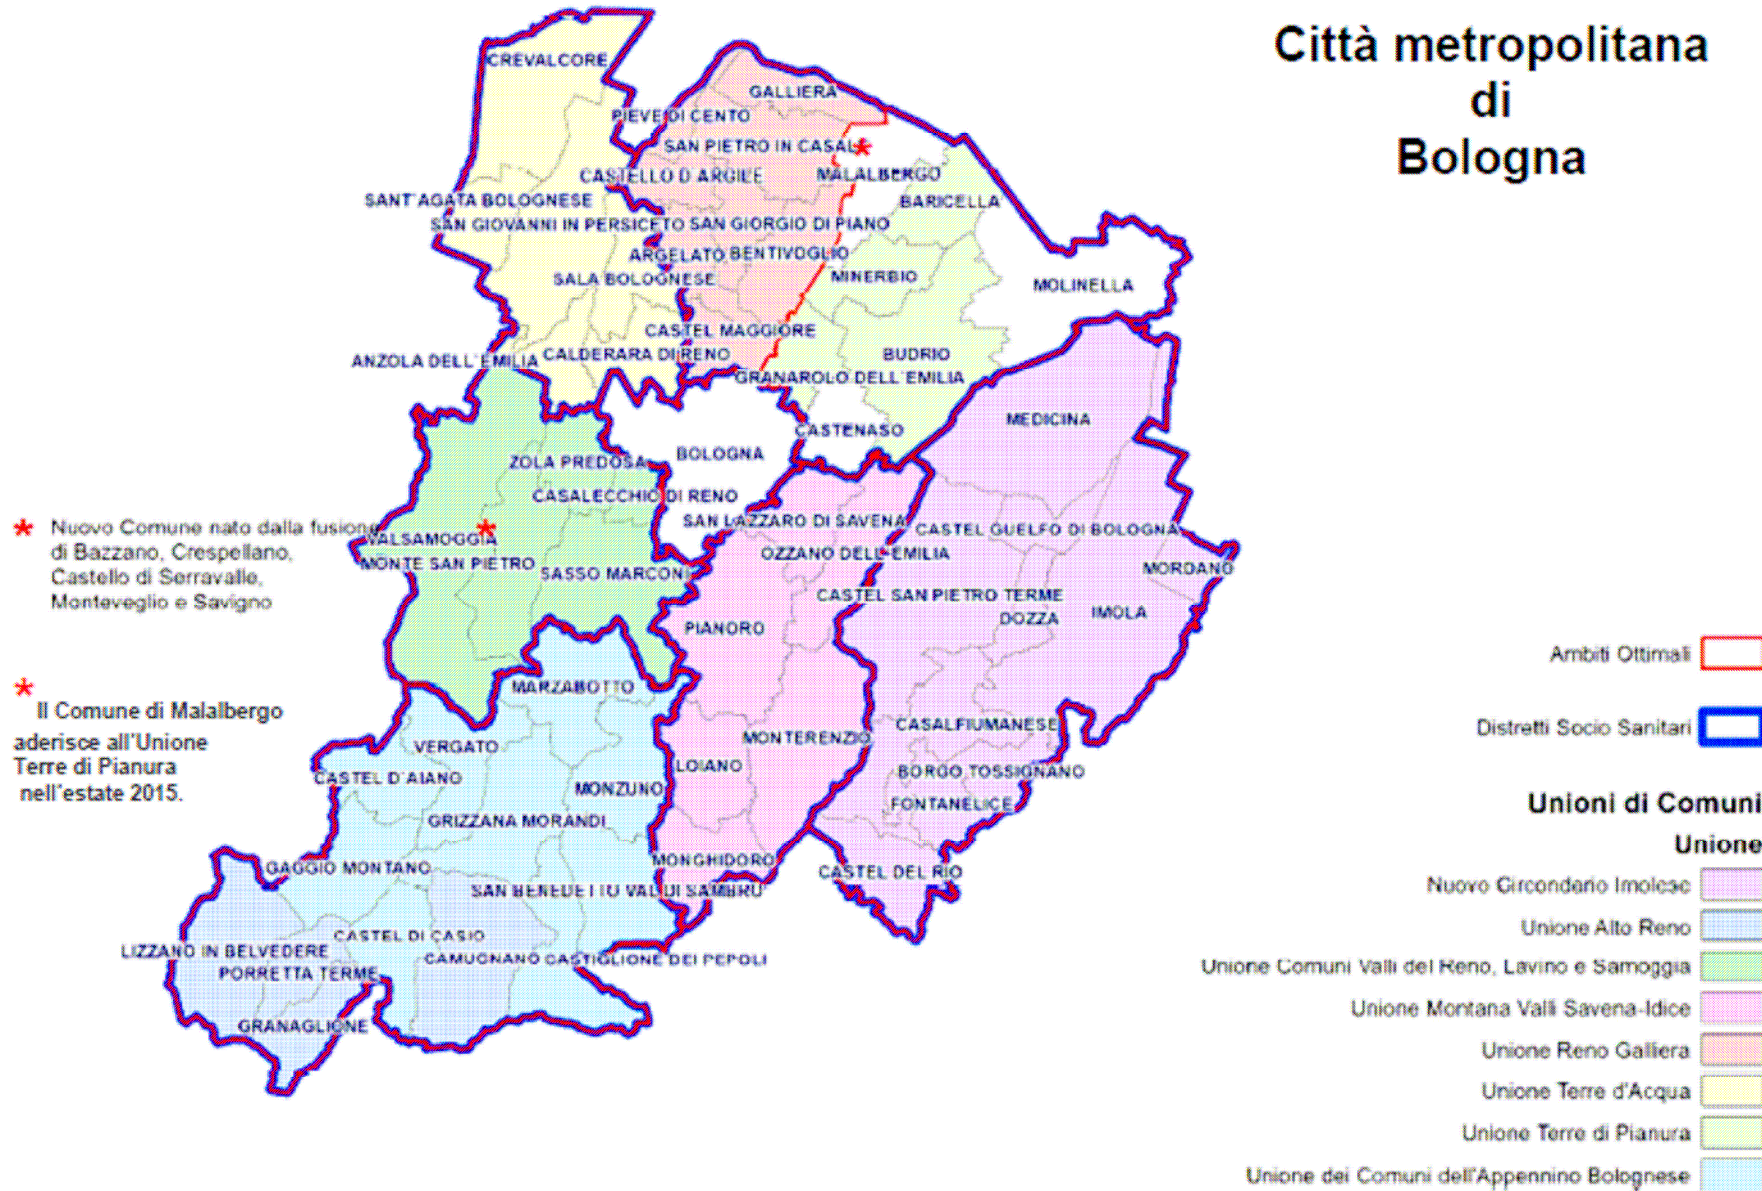 Città metropolitana
di
Bologna
CREVALCORE
GALLIERA
PIEVE DI CENTO
SAN PIETRO IN CASAL
CASTELLO D ARGILE
MALALBERGO
BARICELLA
SANT'AGATA BOLOGNESE
SAN GIOVANNI IN PERSICETO
SAN GIORGIO DI PIANO
ARGELATO
BENTIVOGLIO
SALA BOLOGNESE
MINERBIO
MOLINELLA
CASTEL MAGGIORE
ANZOLA DELL'EMILIA
CALDERARA DI RENO
BUDRIO
GRANAROLO DELL'EMILIA
MEDICINA
CASTENASO
BOLOGNA
ZOLA PREDOSA
CASALECCHIO DI RENO
SAN LAZZARO DI SAVENA
CASTEL GUELFO DI BOLOGNA
* Nuovo Comune nato dalla fusione
di Bazzano, Crespellano,
Castello di Serravalle,
Monteveglio e Savigno
*
VALSAMOGGIA
MONTE SAN PIETRO
SASSO MARCONI
OZZANO DELL'EMILIA
MORDANO
CASTEL SAN PIETRO TERME
DOZZA
IMOLA
PIANORO
*
Il Comune di Malalbergo
aderisce all'Unione
Terre di Pianura
nell'estate 2015.
MARZABOTTO
VERGATO
CASTEL D'AIANO
MONZUNO
LOIANO
MONTERENZIO
CASALFIUMANESE
BORGO TOSSIGNANO
FONTANELICE
GRIZZANA MORANDI
GAGGIO MONTANO
MONGHIDORO
CASTEL DEL RIO
SAN BENEDETTO VAL DI SAMBRO
CASTEL DI CASIO
LIZZANO IN BELVEDERE
CAMUGNANO
CASTIGLIONE DEI PEPOLI
PORRETTA TERME
GRANAGLIONE
Ambiti Ottimali
Distretti Socio Sanitari
Unioni di Comuni
Unione
Nuovo Circondario Imolese
Unione Alto Reno
Unione Comuni Valli del Reno, Lavino e Samoggia
Unione Montana Valli Savena-Idice
Unione Reno Galliera
Unione Terre d'Acqua
Unione Terre di Pianura
Unione dei Comuni dell'Appennino Bolognese